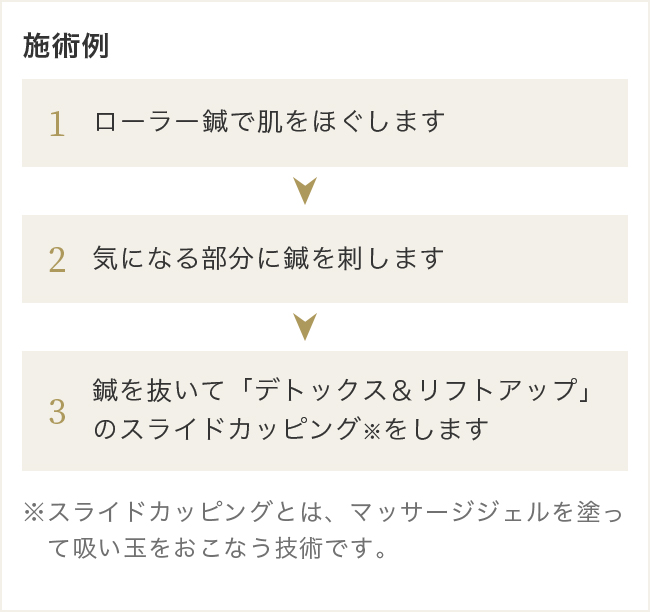 施術例
1 ローラー鍼で肌をほぐします
2 気になる部分に鍼を刺します
3 鍼を抜いて「デトックス＆リフトアップ」
のスライドカッピング※をします
※スライドカッピングとは、マッサージジェルを塗っ
て吸い玉をおこなう技術です。